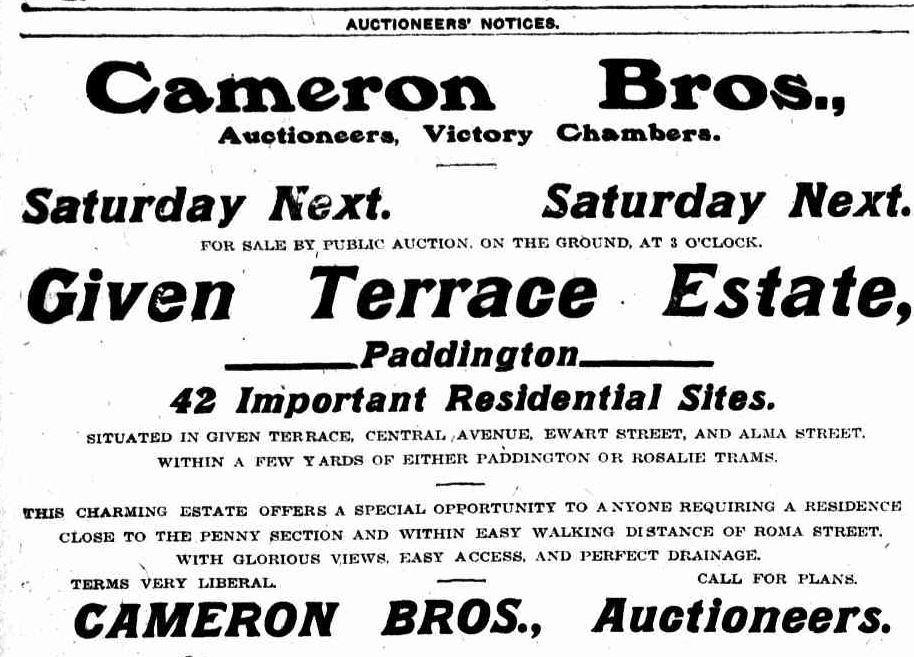 AUCTIONEERS' NOTICES.
Cameron Bros.,
Auctioneers, Victory Chambers.
Saturday Next. Saturday Next.
FOR SALE BY PUBLIC AUCTION, ON THE GROUND, AT 3 O'CLOCK.
Given Terrace Estate,
Paddington
42 Important Residential Sites.
SITUATED IN GIVEN TERRACE, CENTRAL AVENUE, EWART STREET, AND ALMA STREET.
WITHIN A FEW YARDS OF EITHER PADDINGTON OR ROSALIE TRAMS.
THIS CHARMING ESTATE OFFERS A SPECIAL OPPORTUNITY TO ANYONE REQUIRING A RESIDENCE
CLOSE TO THE PENNY SECTION AND WITHIN EASY WALKING DISTANCE OF ROMA STREET,
WITH GLORIOUS VIEWS, EASY ACCESS, AND PERFECT DRAINAGE.
TERMS VERY LIBERAL. CALL FOR PLANS.
CAMERON BROS., Auctioneers.